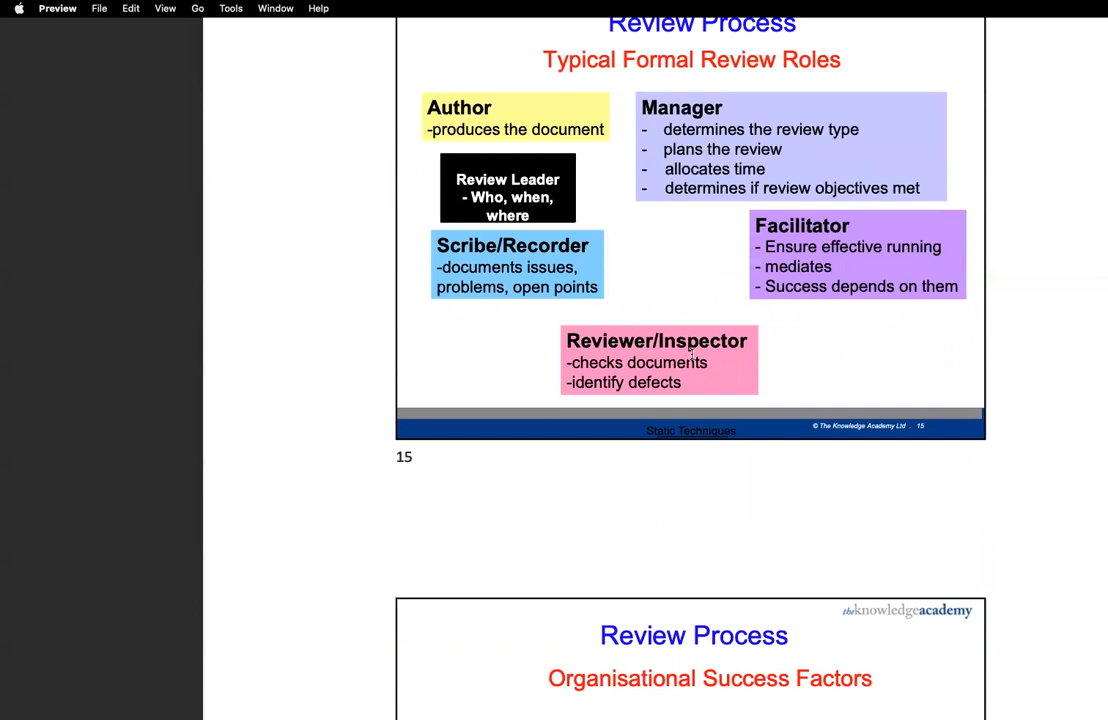 Preview File Edit View Go Tools Window Help
Review Process
Typical Formal Review Roles
Author
-produces the document
Manager
- determines the review type
- plans the review
- allocates time
- determines if review objectives met
Review Leader
- Who, when,
where
Facilitator
- Ensure effective running
- mediates
- Success depends on them
Scribe/Recorder
-documents issues,
problems, open points
Reviewer/Inspector
-checks documents
-identify defects
Static Techniques
© The Knowledge Academy Ltd . 15
15
theknowledgeacademy
Review Process
Organisational Success Factors